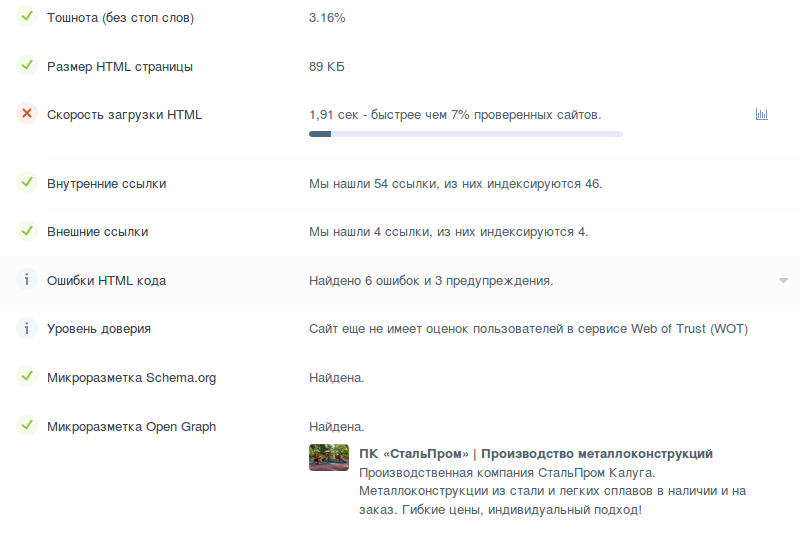 Тошнота (без стоп слов) 3.16%
Размер HTML страницы 89 КБ
Скорость загрузки HTML 1,91 сек - быстрее чем 7% проверенных сайтов.
Внутренние ссылки Мы нашли 54 ссылки, из них индексируются 46.
Внешние ссылки Мы нашли 4 ссылки, из них индексируются 4.
Ошибки HTML кода Найдено 6 ошибок и 3 предупреждения.
Уровень доверия Сайт еще не имеет оценок пользователей в сервисе Web of Trust (WOT)
Микроразметка Schema.org Найдена.
Микроразметка Open Graph Найдена.
ПК «СтальПром» | Производство металлоконструкций
Производственная компания СтальПром Калуга.
Металлоконструкции из стали и легких сплавов в наличии и на
заказ. Гибкие цены, индивидуальный подход!